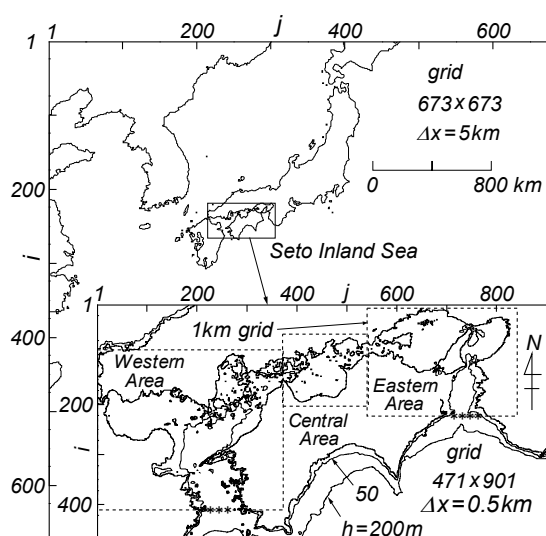 j
1 200 400 600
grid
673 x 673
Δx=5km
0 800 km
200
i
Seto Inland Sea
1 200 400 j 600 800
1
1km grid
400
N
Western
Area
Eastern
Area
200
Central
Area
i
grid
471 x 901
Δx=0.5km
50
600
400
h=200m
****
****
1